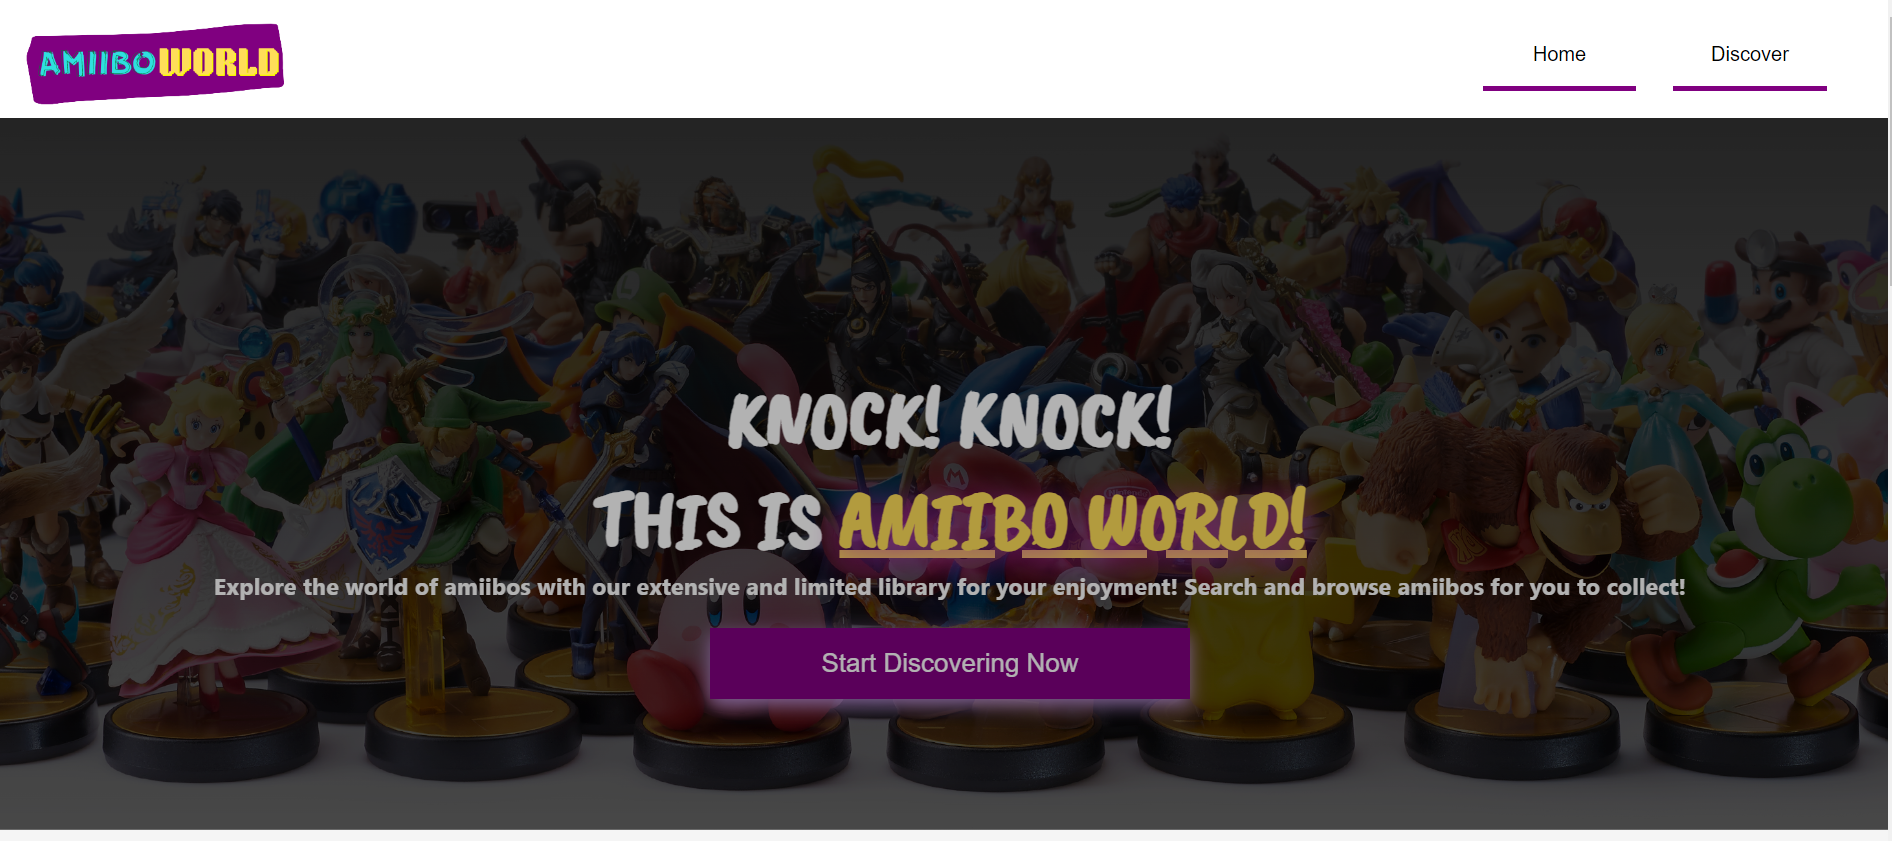 AMIIBOWORLD
Home
Discover
KNOCK! KNOCK!
THIS IS AMIIBO WORLD!
Explore the world of amiibos with our extensive and limited library for your enjoyment! Search and browse amiibos for you to collect!
Start Discovering Now